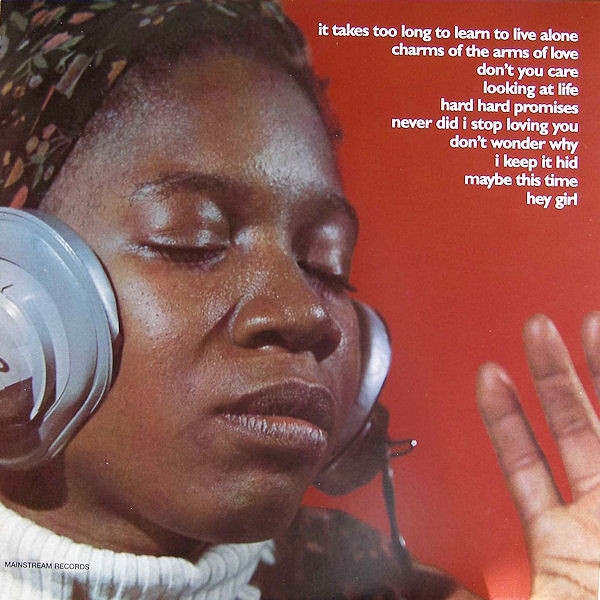 it takes too long to learn to live alone
charms of the arms of love
don't you care
looking at life
hard hard promises
never did i stop loving you
don't wonder why
i keep it hid
maybe this time
hey girl
MAINSTREAM RECORDS